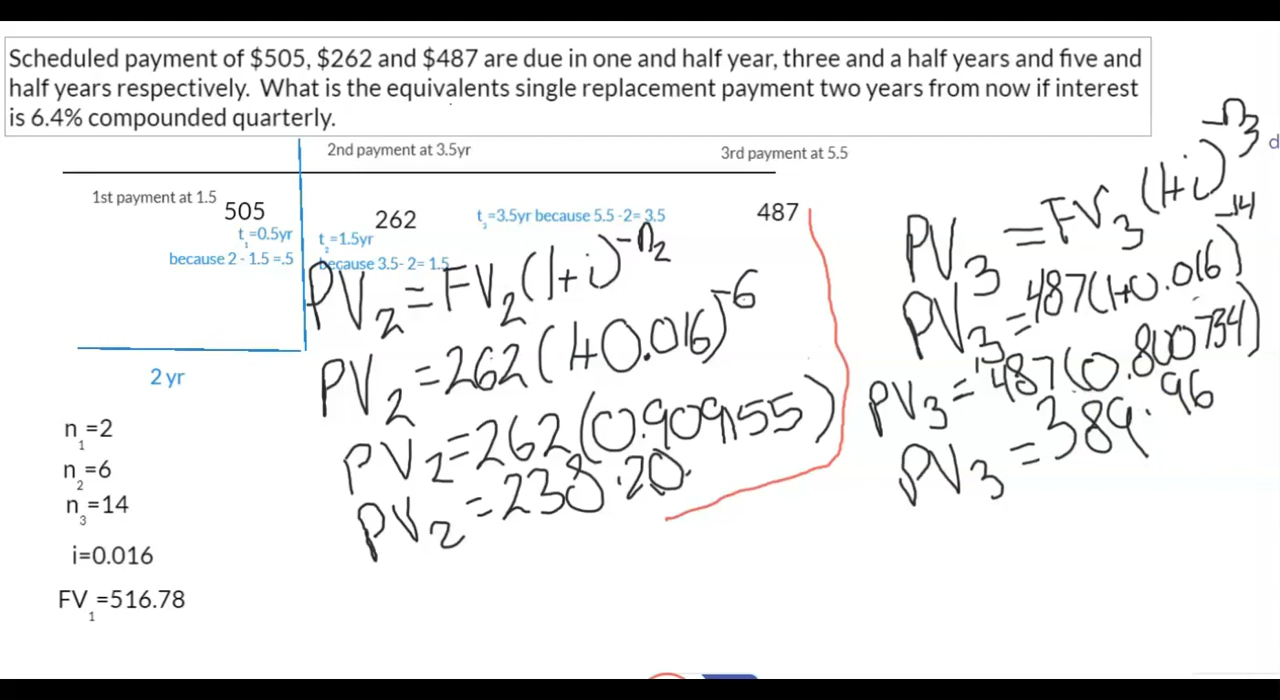 Scheduled payment of $505, $262 and $487 are due in one and half year, three and a half years and five and
half years respectively. What is the equivalents single replacement payment two years from now if interest
is 6.4% compounded quarterly.
2nd payment at 3.5yr
3rd payment at 5.5
d
1st payment at 1.5
505
t₁=0.5yr
because 2 - 1.5 =.5
262
t₂=1.5yr
because 3.5- 2= 1.5
t₃=3.5yr because 5.5 -2= 3.5
487
2 yr
n₁=2
n₂=6
n₃=14
i=0.016
FV₁=516.78
PV₂=FV₂(1+i)^-n₂
PV₂=262(1+0.016)^-6
PV₂=262(0.909155)
PV₂=238.20
PV₃=FV₃(1+i)^-n₃
PV₃=487(1+0.016)^-14
PV₃=487(0.800734)
PV₃=389.96